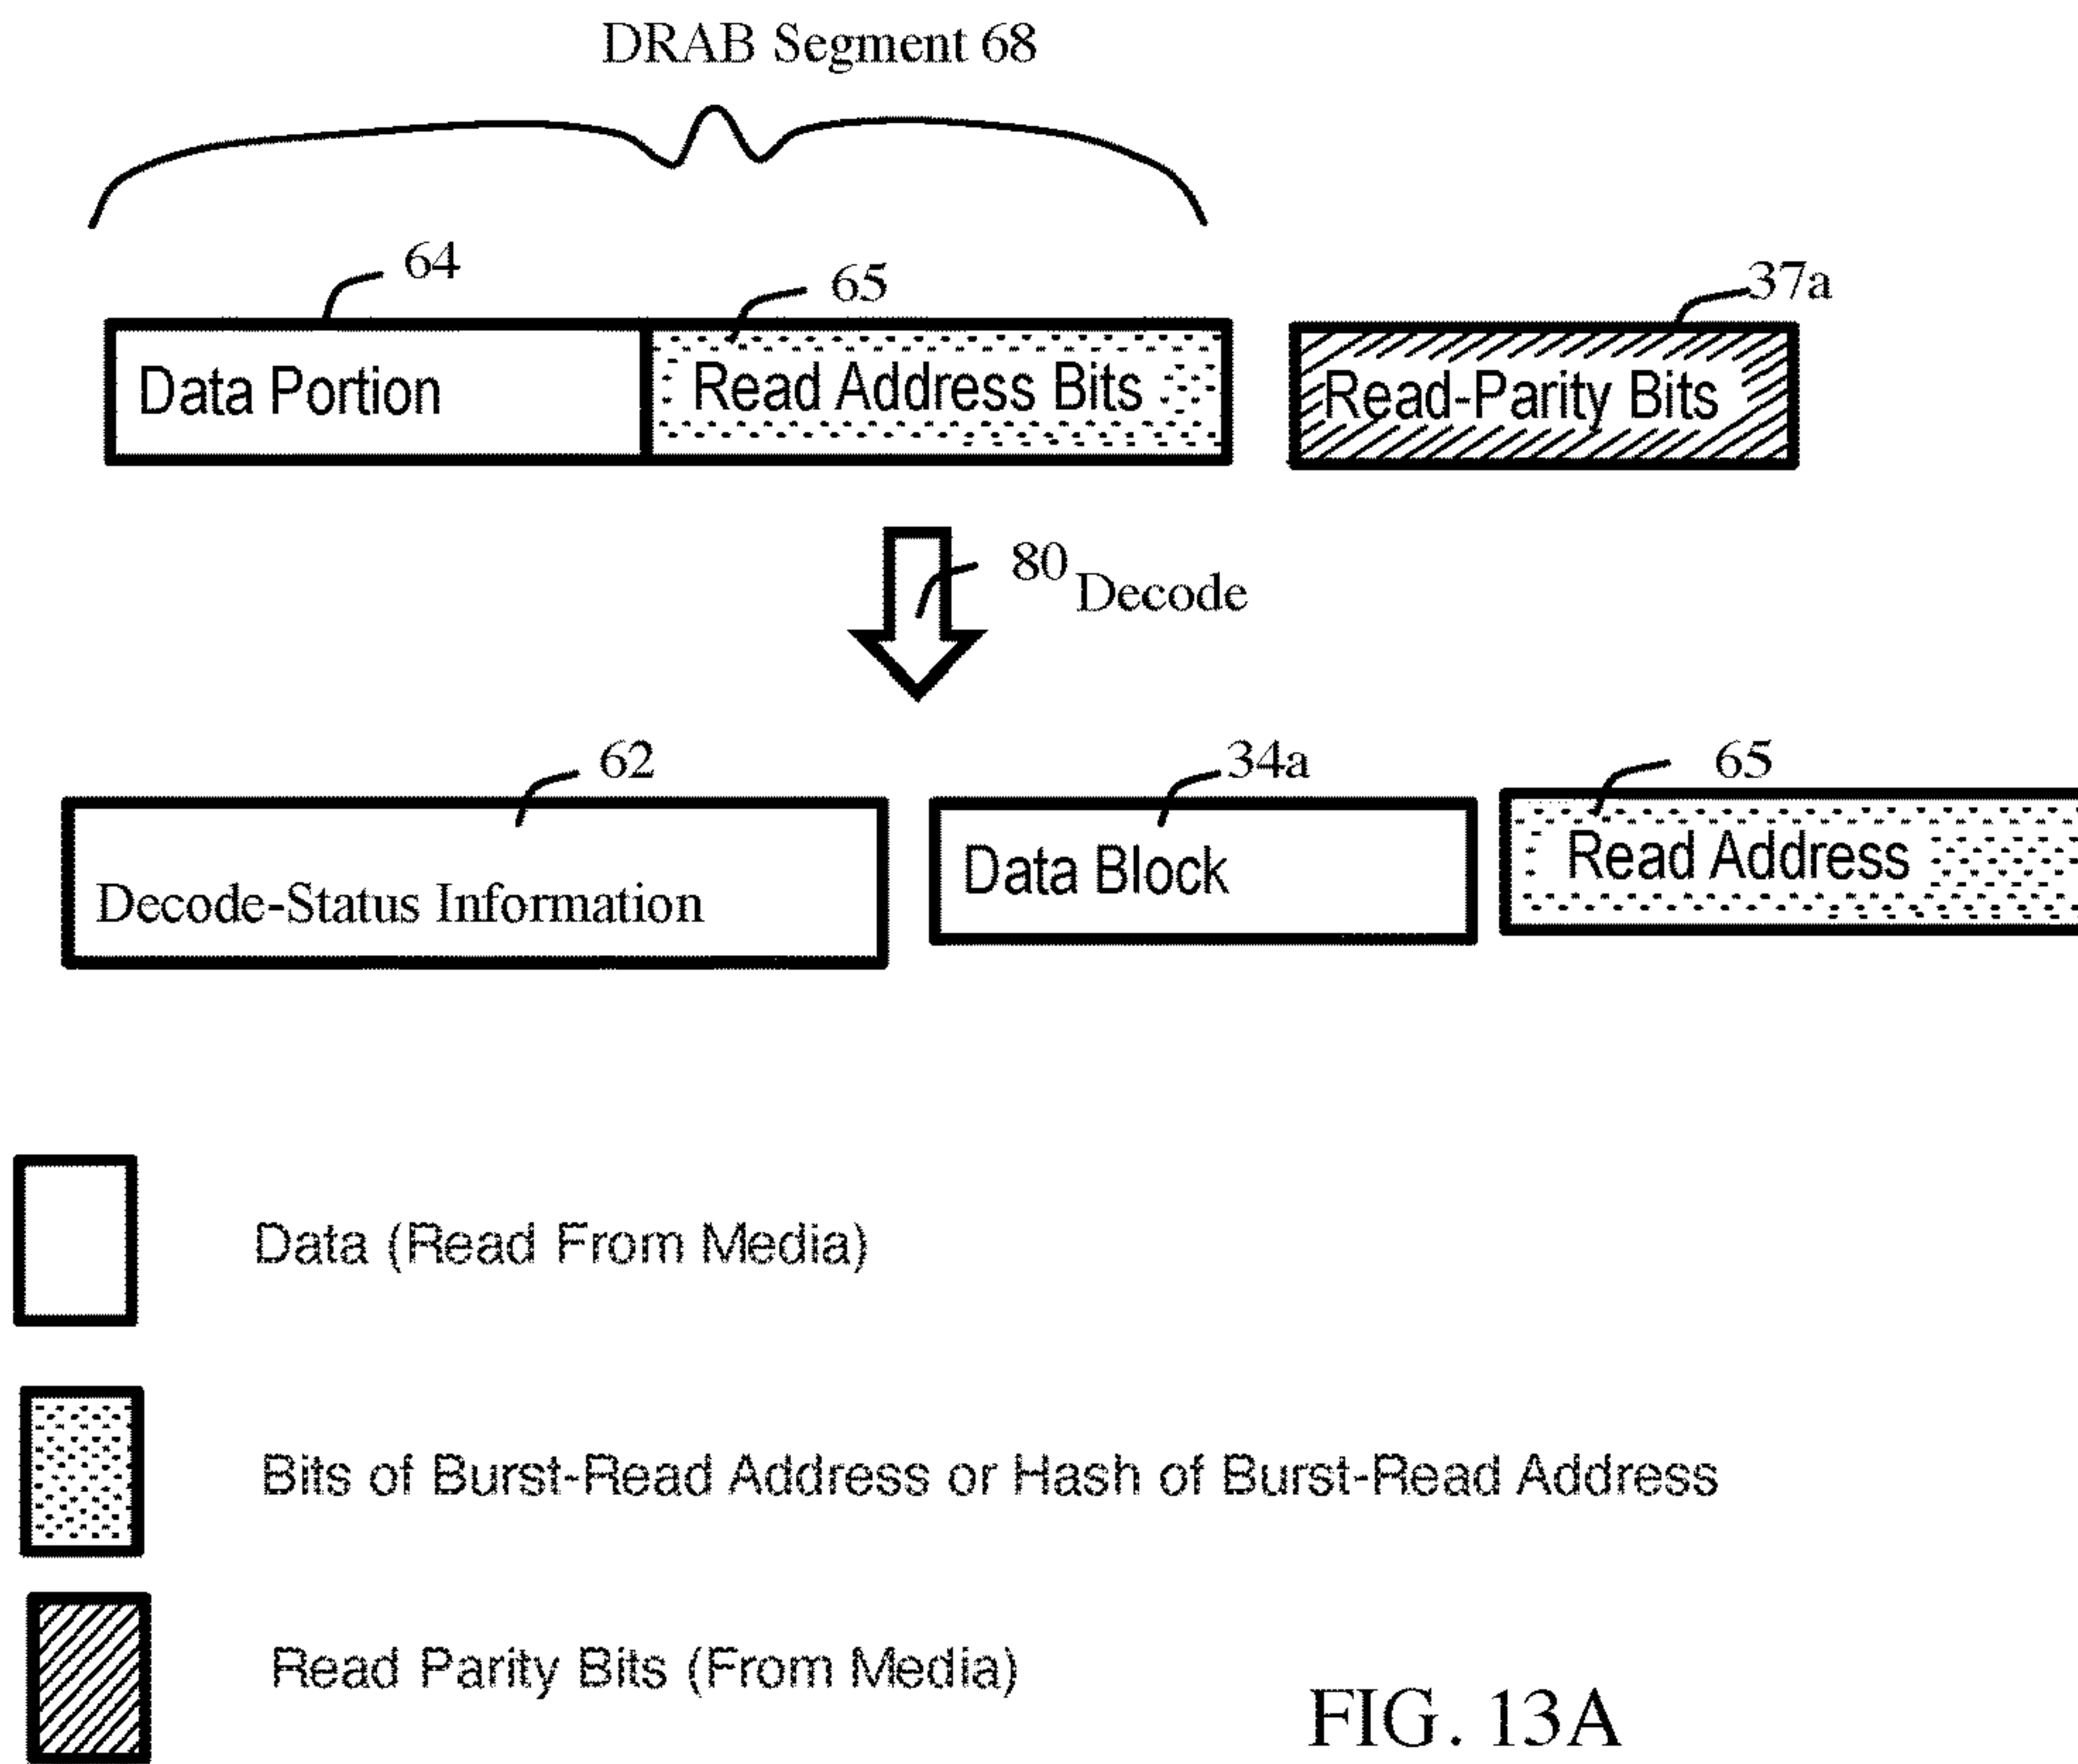 DRAB Segment 68
64
65
37a
Data Portion
Read Address Bits
Read-Parity Bits
80 Decode
62
34a
65
Decode-Status Information
Data Block
Read Address
Data (Read From Media)
Bits of Burst-Read Address or Hash of Burst-Read Address
Read Parity Bits (From Media)
FIG. 13A